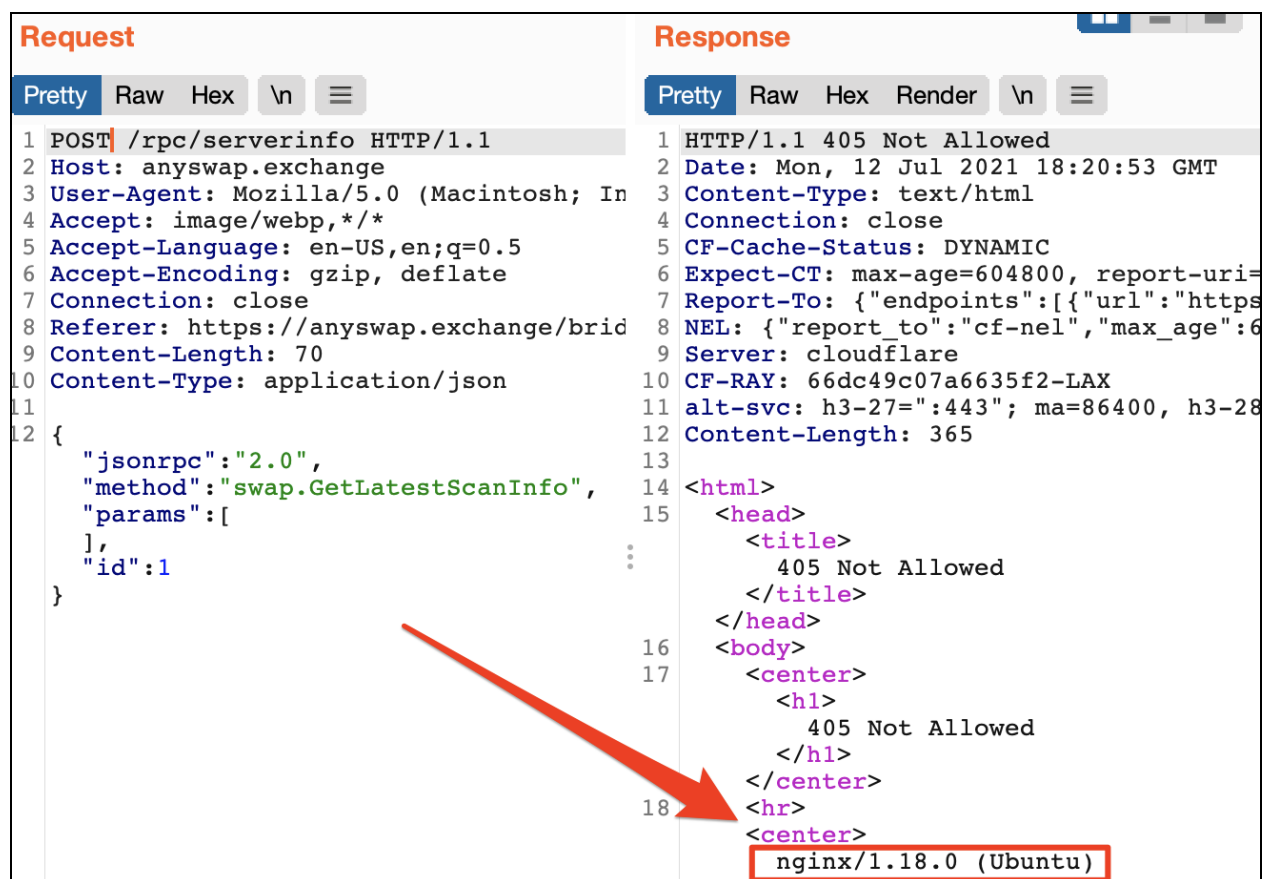 Request
Pretty Raw Hex \n
1 POST /rpc/serverinfo HTTP/1.1
2 Host: anyswap.exchange
3 User-Agent: Mozilla/5.0 (Macintosh; In
4 Accept: image/webp,*/*
5 Accept-Language: en-US,en;q=0.5
6 Accept-Encoding: gzip, deflate
7 Connection: close
8 Referer: https://anyswap.exchange/brid
9 Content-Length: 70
10 Content-Type: application/json
11
12 {
"jsonrpc":"2.0",
"method":"swap.GetLatestScanInfo",
"params":[
],
"id":1
}
Response
Pretty Raw Hex Render \n
1 HTTP/1.1 405 Not Allowed
2 Date: Mon, 12 Jul 2021 18:20:53 GMT
3 Content-Type: text/html
4 Connection: close
5 CF-Cache-Status: DYNAMIC
6 Expect-CT: max-age=604800, report-uri=
7 Report-To: {"endpoints":[{"url":"https
8 NEL: {"report_to":"cf-nel","max_age":6
9 Server: cloudflare
10 CF-RAY: 66dc49c07a6635f2-LAX
11 alt-svc: h3-27=":443"; ma=86400, h3-28
12 Content-Length: 365
13
14 <html>
15 <head>
<title>
405 Not Allowed
</title>
</head>
16 <body>
17 <center>
<h1>
405 Not Allowed
</h1>
</center>
18 <hr>
<center>
nginx/1.18.0 (Ubuntu)